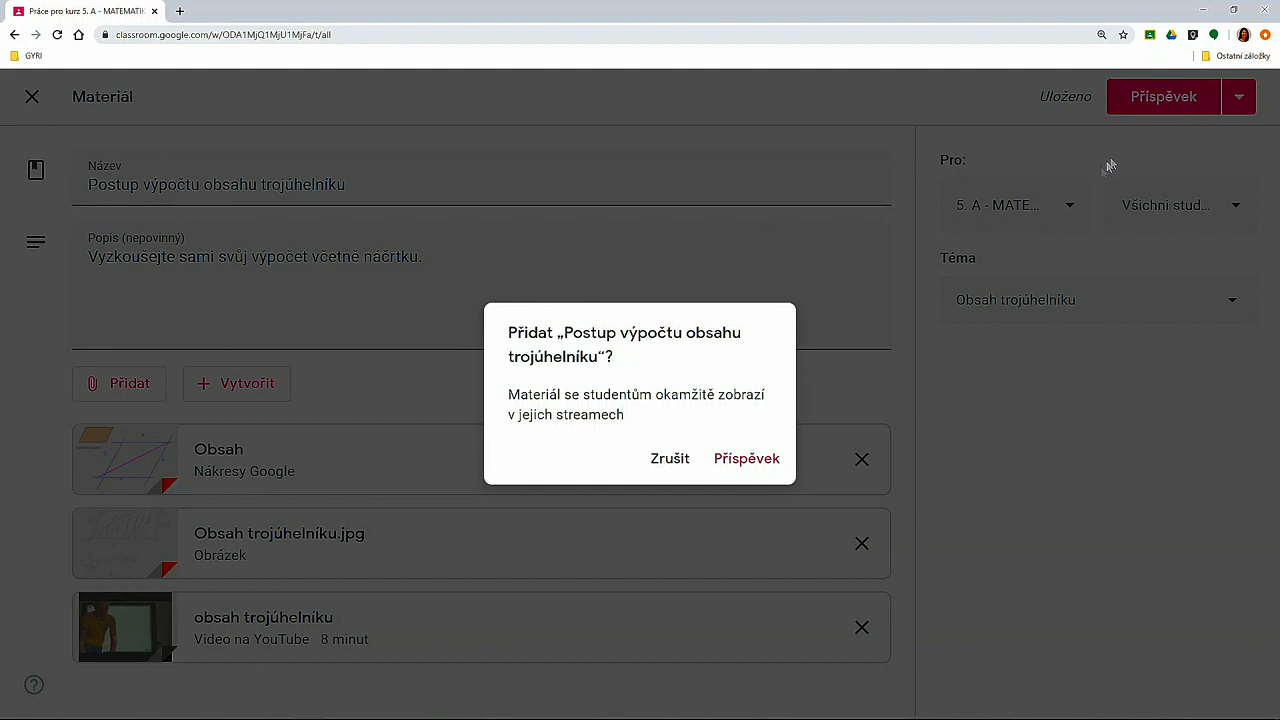 Práce pro kurz 5. A - MATEMATIK
classroom.google.com/w/ODA1MjQ1MjU1MjFa/t/all
GYRI
Ostatní záložky
Materiál
Uloženo
Příspěvek
Název
Postup výpočtu obsahu trojúhelníku
Popis (nepovinný)
Vyzkoušejte sami svůj výpočet včetně náčrtku.
Pro:
5. A - MATE...
Všichni stud...
Téma
Obsah trojúhelníku
Přidat „Postup výpočtu obsahu
trojúhelníku“?
Materiál se studentům okamžitě zobrazí
v jejich streamech
Zrušit
Příspěvek
Přidat
Vytvořit
Obsah
Nákresy Google
Obsah trojúhelníku.jpg
Obrázek
obsah trojúhelníku
Video na YouTube 8 minut